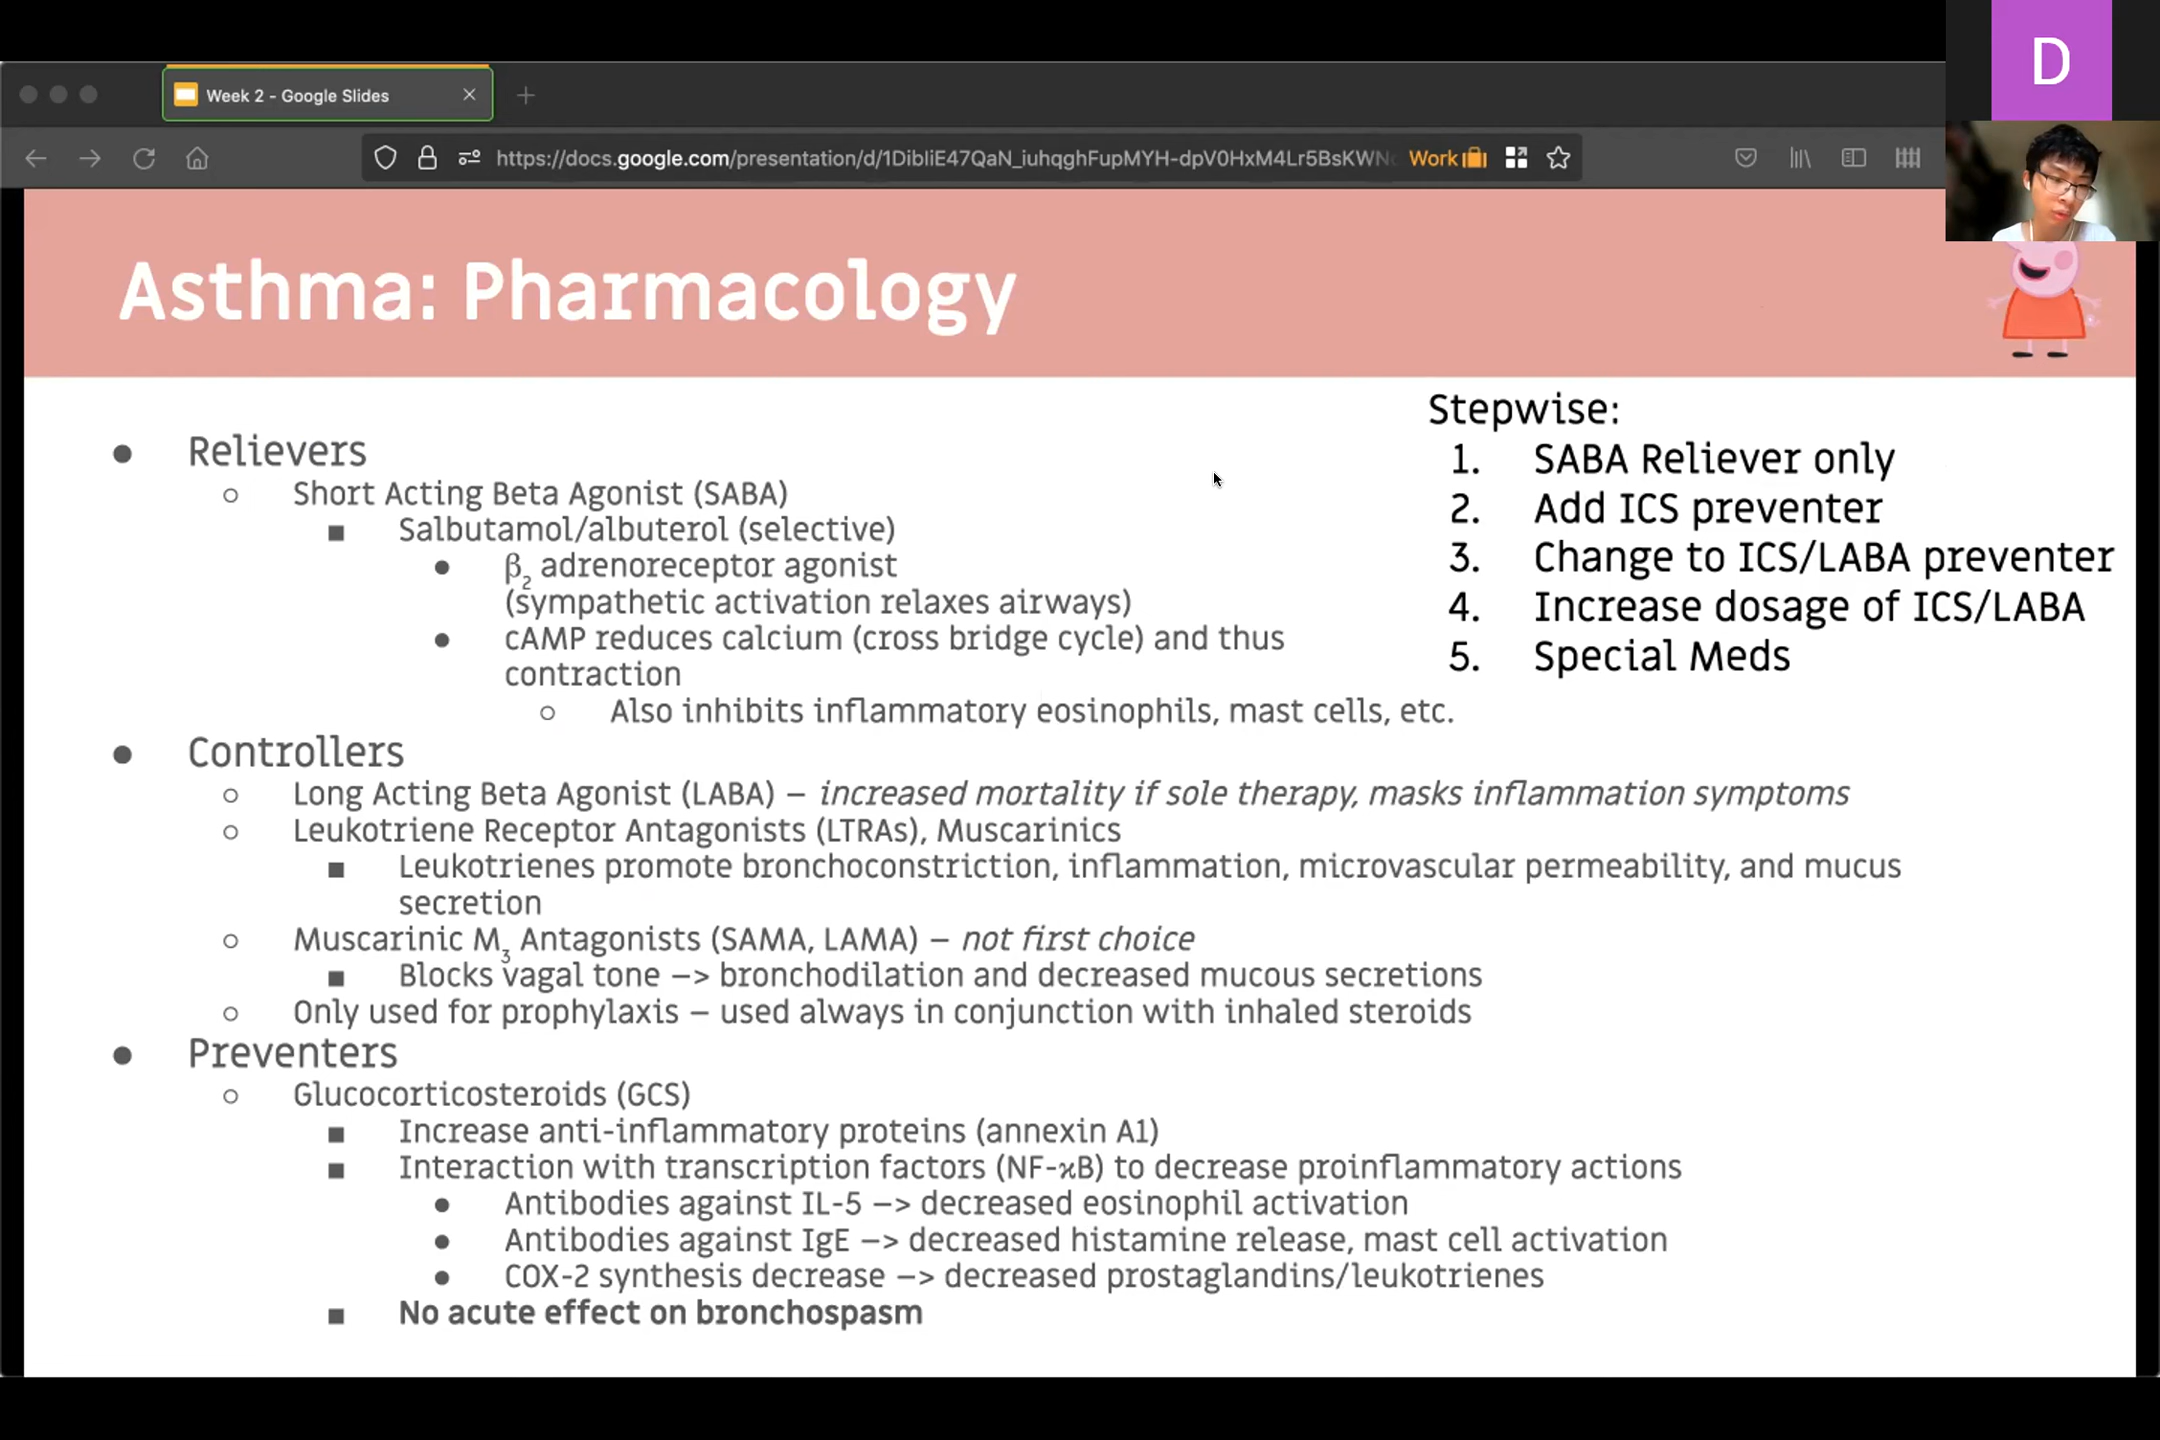 D
Week 2 - Google Slides
https://docs.google.com/presentation/d/1DibIiE47QaN_iuhqghFupMYH-dpV0HxM4Lr5BsKWN
Work
Asthma: Pharmacology
Stepwise:
1. SABA Reliever only
2. Add ICS preventer
3. Change to ICS/LABA preventer
4. Increase dosage of ICS/LABA
5. Special Meds
Relievers
Short Acting Beta Agonist (SABA)
Salbutamol/albuterol (selective)
β₂ adrenoreceptor agonist
(sympathetic activation relaxes airways)
cAMP reduces calcium (cross bridge cycle) and thus
contraction
Also inhibits inflammatory eosinophils, mast cells, etc.
Controllers
Long Acting Beta Agonist (LABA) – increased mortality if sole therapy, masks inflammation symptoms
Leukotriene Receptor Antagonists (LTRAs), Muscarinics
Leukotrienes promote bronchoconstriction, inflammation, microvascular permeability, and mucus
secretion
Muscarinic M₃ Antagonists (SAMA, LAMA) – not first choice
Blocks vagal tone –> bronchodilation and decreased mucous secretions
Only used for prophylaxis – used always in conjunction with inhaled steroids
Preventers
Glucocorticosteroids (GCS)
Increase anti-inflammatory proteins (annexin A1)
Interaction with transcription factors (NF-ϰB) to decrease proinflammatory actions
Antibodies against IL-5 –> decreased eosinophil activation
Antibodies against IgE –> decreased histamine release, mast cell activation
COX-2 synthesis decrease –> decreased prostaglandins/leukotrienes
No acute effect on bronchospasm